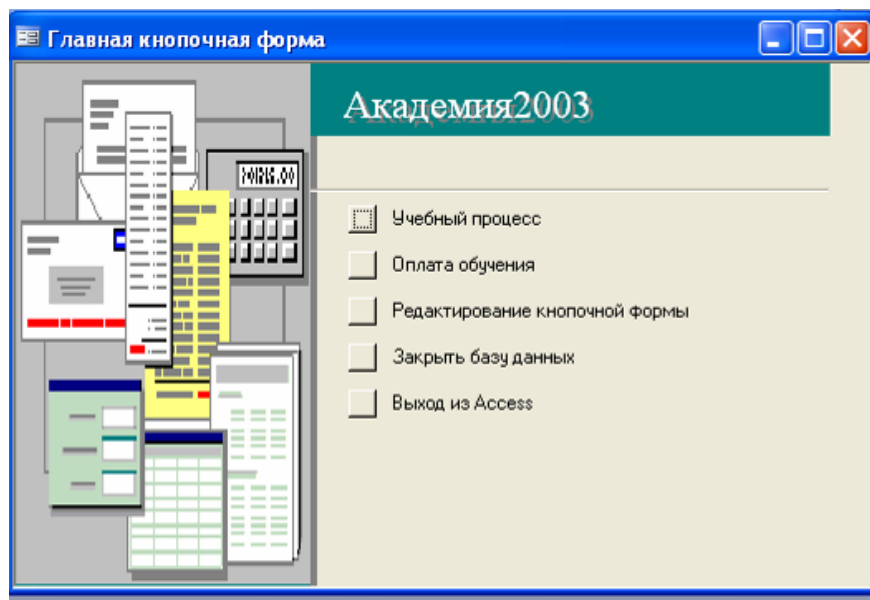 Главная кнопочная форма
Академия2003
Учебный процесс
Оплата обучения
Редактирование кнопочной формы
Закрыть базу данных
Выход из Access